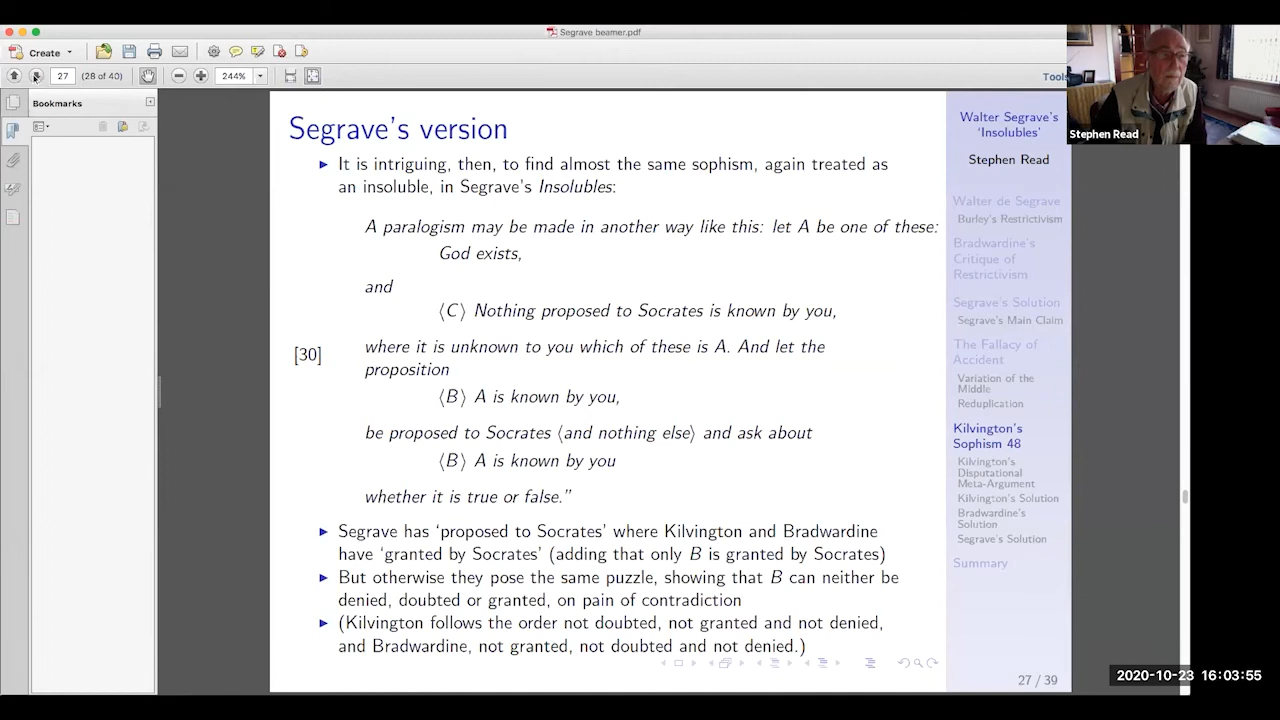 Segrave beamer.pdf
Create
27
(28 of 40)
244%
Tools
Bookmarks
Stephen Read
Segrave's version
► It is intriguing, then, to find almost the same sophism, again treated as
an insoluble, in Segrave's Insolubles:
A paralogism may be made in another way like this: let A be one of these:
God exists,
and
⟨C⟩ Nothing proposed to Socrates is known by you,
[30]
where it is unknown to you which of these is A. And let the
proposition
⟨B⟩ A is known by you,
be proposed to Socrates ⟨and nothing else⟩ and ask about
⟨B⟩ A is known by you
whether it is true or false."
► Segrave has 'proposed to Socrates' where Kilvington and Bradwardine
have 'granted by Socrates' (adding that only B is granted by Socrates)
► But otherwise they pose the same puzzle, showing that B can neither be
denied, doubted or granted, on pain of contradiction
► (Kilvington follows the order not doubted, not granted and not denied,
and Bradwardine, not granted, not doubted and not denied.)
Walter Segrave's
'Insolubles'
Stephen Read
Walter de Segrave
Burley's Restrictivism
Bradwardine's
Critique of
Restrictivism
Segrave's Solution
Segrave's Main Claim
The Fallacy of
Accident
Variation of the
Middle
Reduplication
Kilvington's
Sophism 48
Kilvington's
Disputational
Meta-Argument
Kilvington's Solution
Bradwardine's
Solution
Segrave's Solution
Summary
27 / 39
2020-10-23 16:03:55